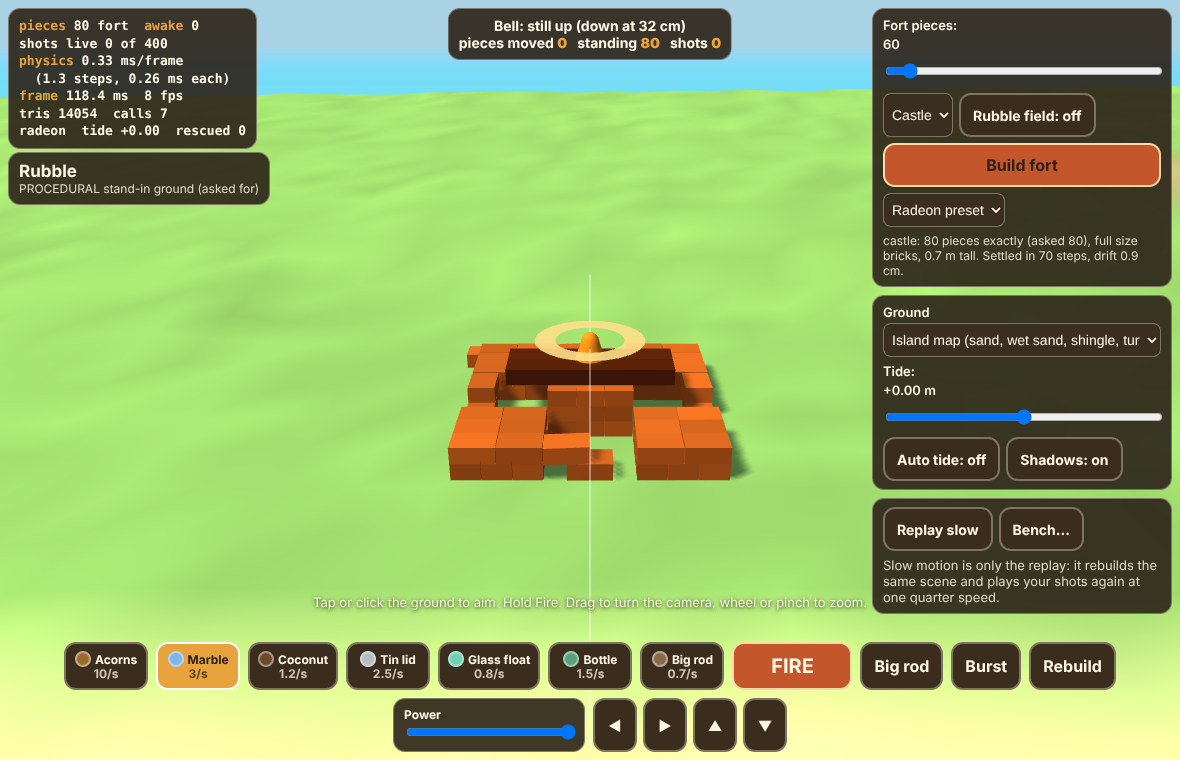 pieces 80 fort awake 0
shots live 0 of 400
physics 0.33 ms/frame
(1.3 steps, 0.26 ms each)
frame 118.4 ms 8 fps
tris 14054 calls 7
radeon tide +0.00 rescued 0
Rubble
PROCEDURAL stand-in ground (asked for)
Bell: still up (down at 32 cm)
pieces moved 0 standing 80 shots 0
Fort pieces:
60
Castle
Rubble field: off
Build fort
Radeon preset
castle: 80 pieces exactly (asked 80), full size
bricks, 0.7 m tall. Settled in 70 steps, drift 0.9
cm.
Ground
Island map (sand, wet sand, shingle, tur
Tide:
+0.00 m
Auto tide: off
Shadows: on
Replay slow
Bench...
Slow motion is only the replay: it rebuilds the
same scene and plays your shots again at
one quarter speed.
Tap or click the ground to aim. Hold Fire. Drag to turn the camera, wheel or pinch to zoom.
Acorns
10/s
Marble
3/s
Coconut
1.2/s
Tin lid
2.5/s
Glass float
0.8/s
Bottle
1.5/s
Big rod
0.7/s
FIRE
Big rod
Burst
Rebuild
Power